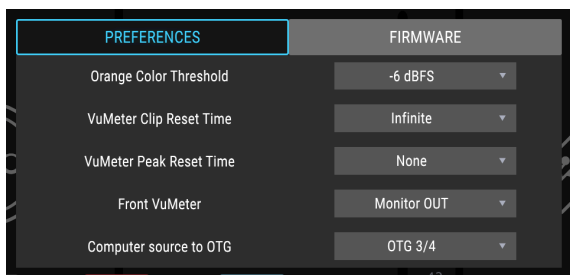 PREFERENCES FIRMWARE
Orange Color Threshold -6 dBFS
VuMeter Clip Reset Time Infinite
VuMeter Peak Reset Time None
Front VuMeter Monitor OUT
Computer source to OTG OTG 3/4